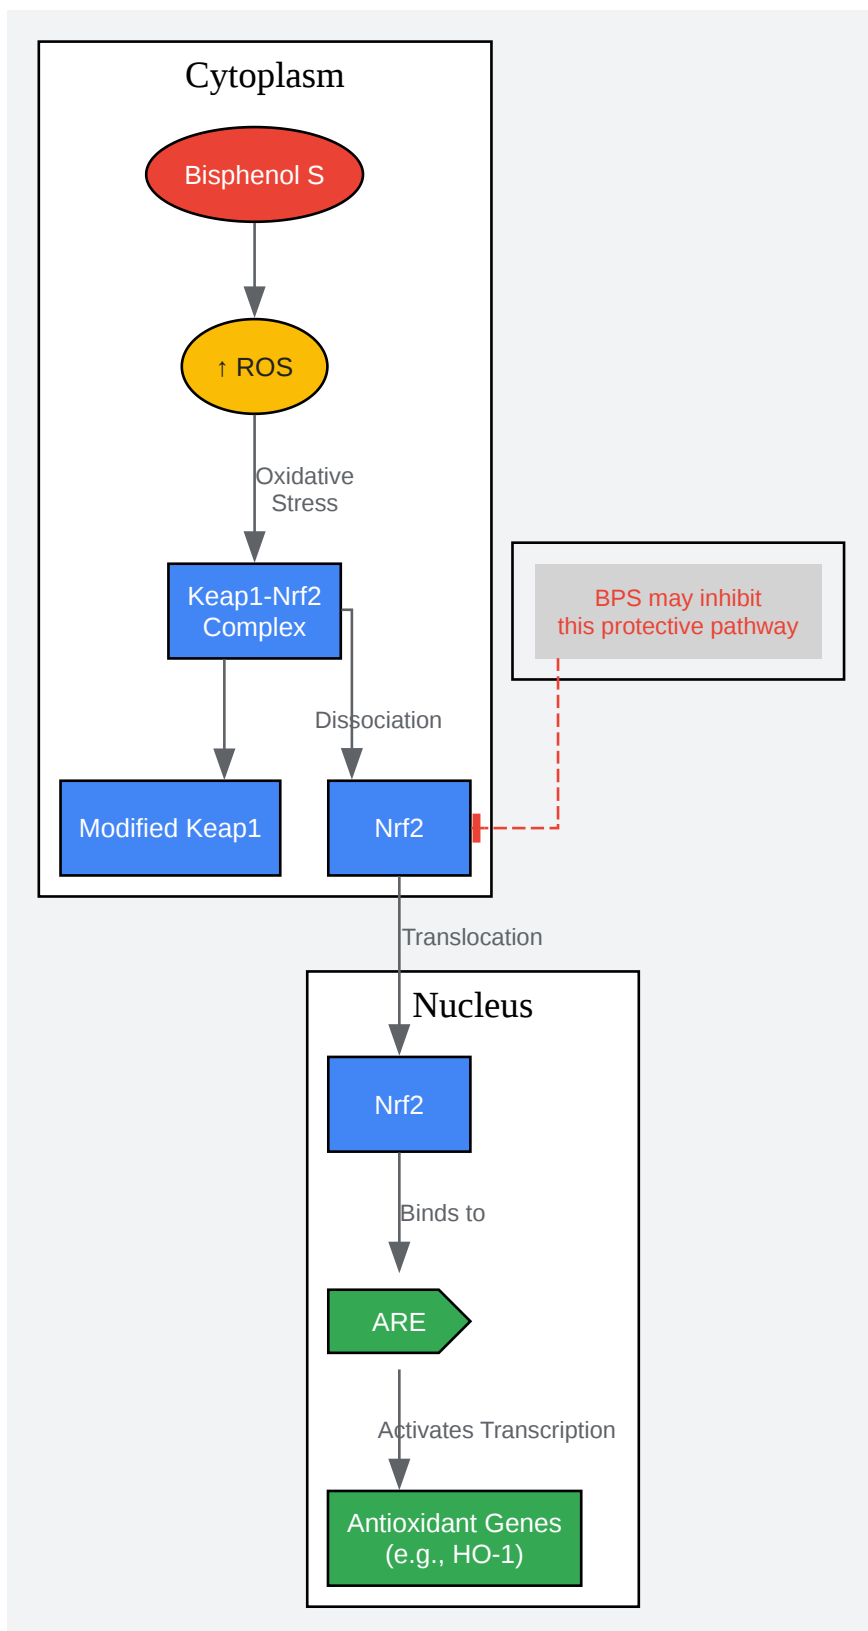 Cytoplasm
Bisphenol S
↑ ROS
Oxidative
Stress
Keap1-Nrf2
Complex
BPS may inhibit
this protective pathway
Dissociation
Modified Keap1
Nrf2
Translocation
Nucleus
Nrf2
Binds to
ARE
Activates Transcription
Antioxidant Genes
(e.g., HO-1)